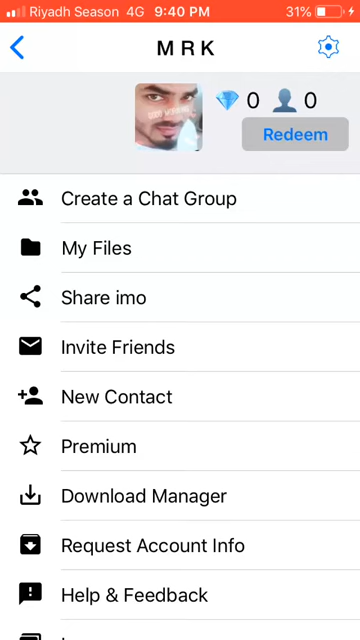 Riyadh Season 4G 9:40 PM 31%
M R K
0 0
Redeem
Create a Chat Group
My Files
Share imo
Invite Friends
New Contact
Premium
Download Manager
Request Account Info
Help & Feedback